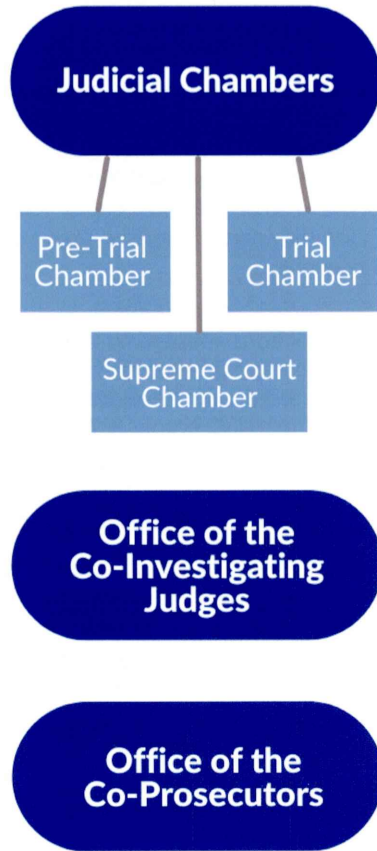 Judicial Chambers
Pre-Trial
Chamber
Trial
Chamber
Supreme Court
Chamber
Office of the
Co-Investigating
Judges
Office of the
Co-Prosecutors